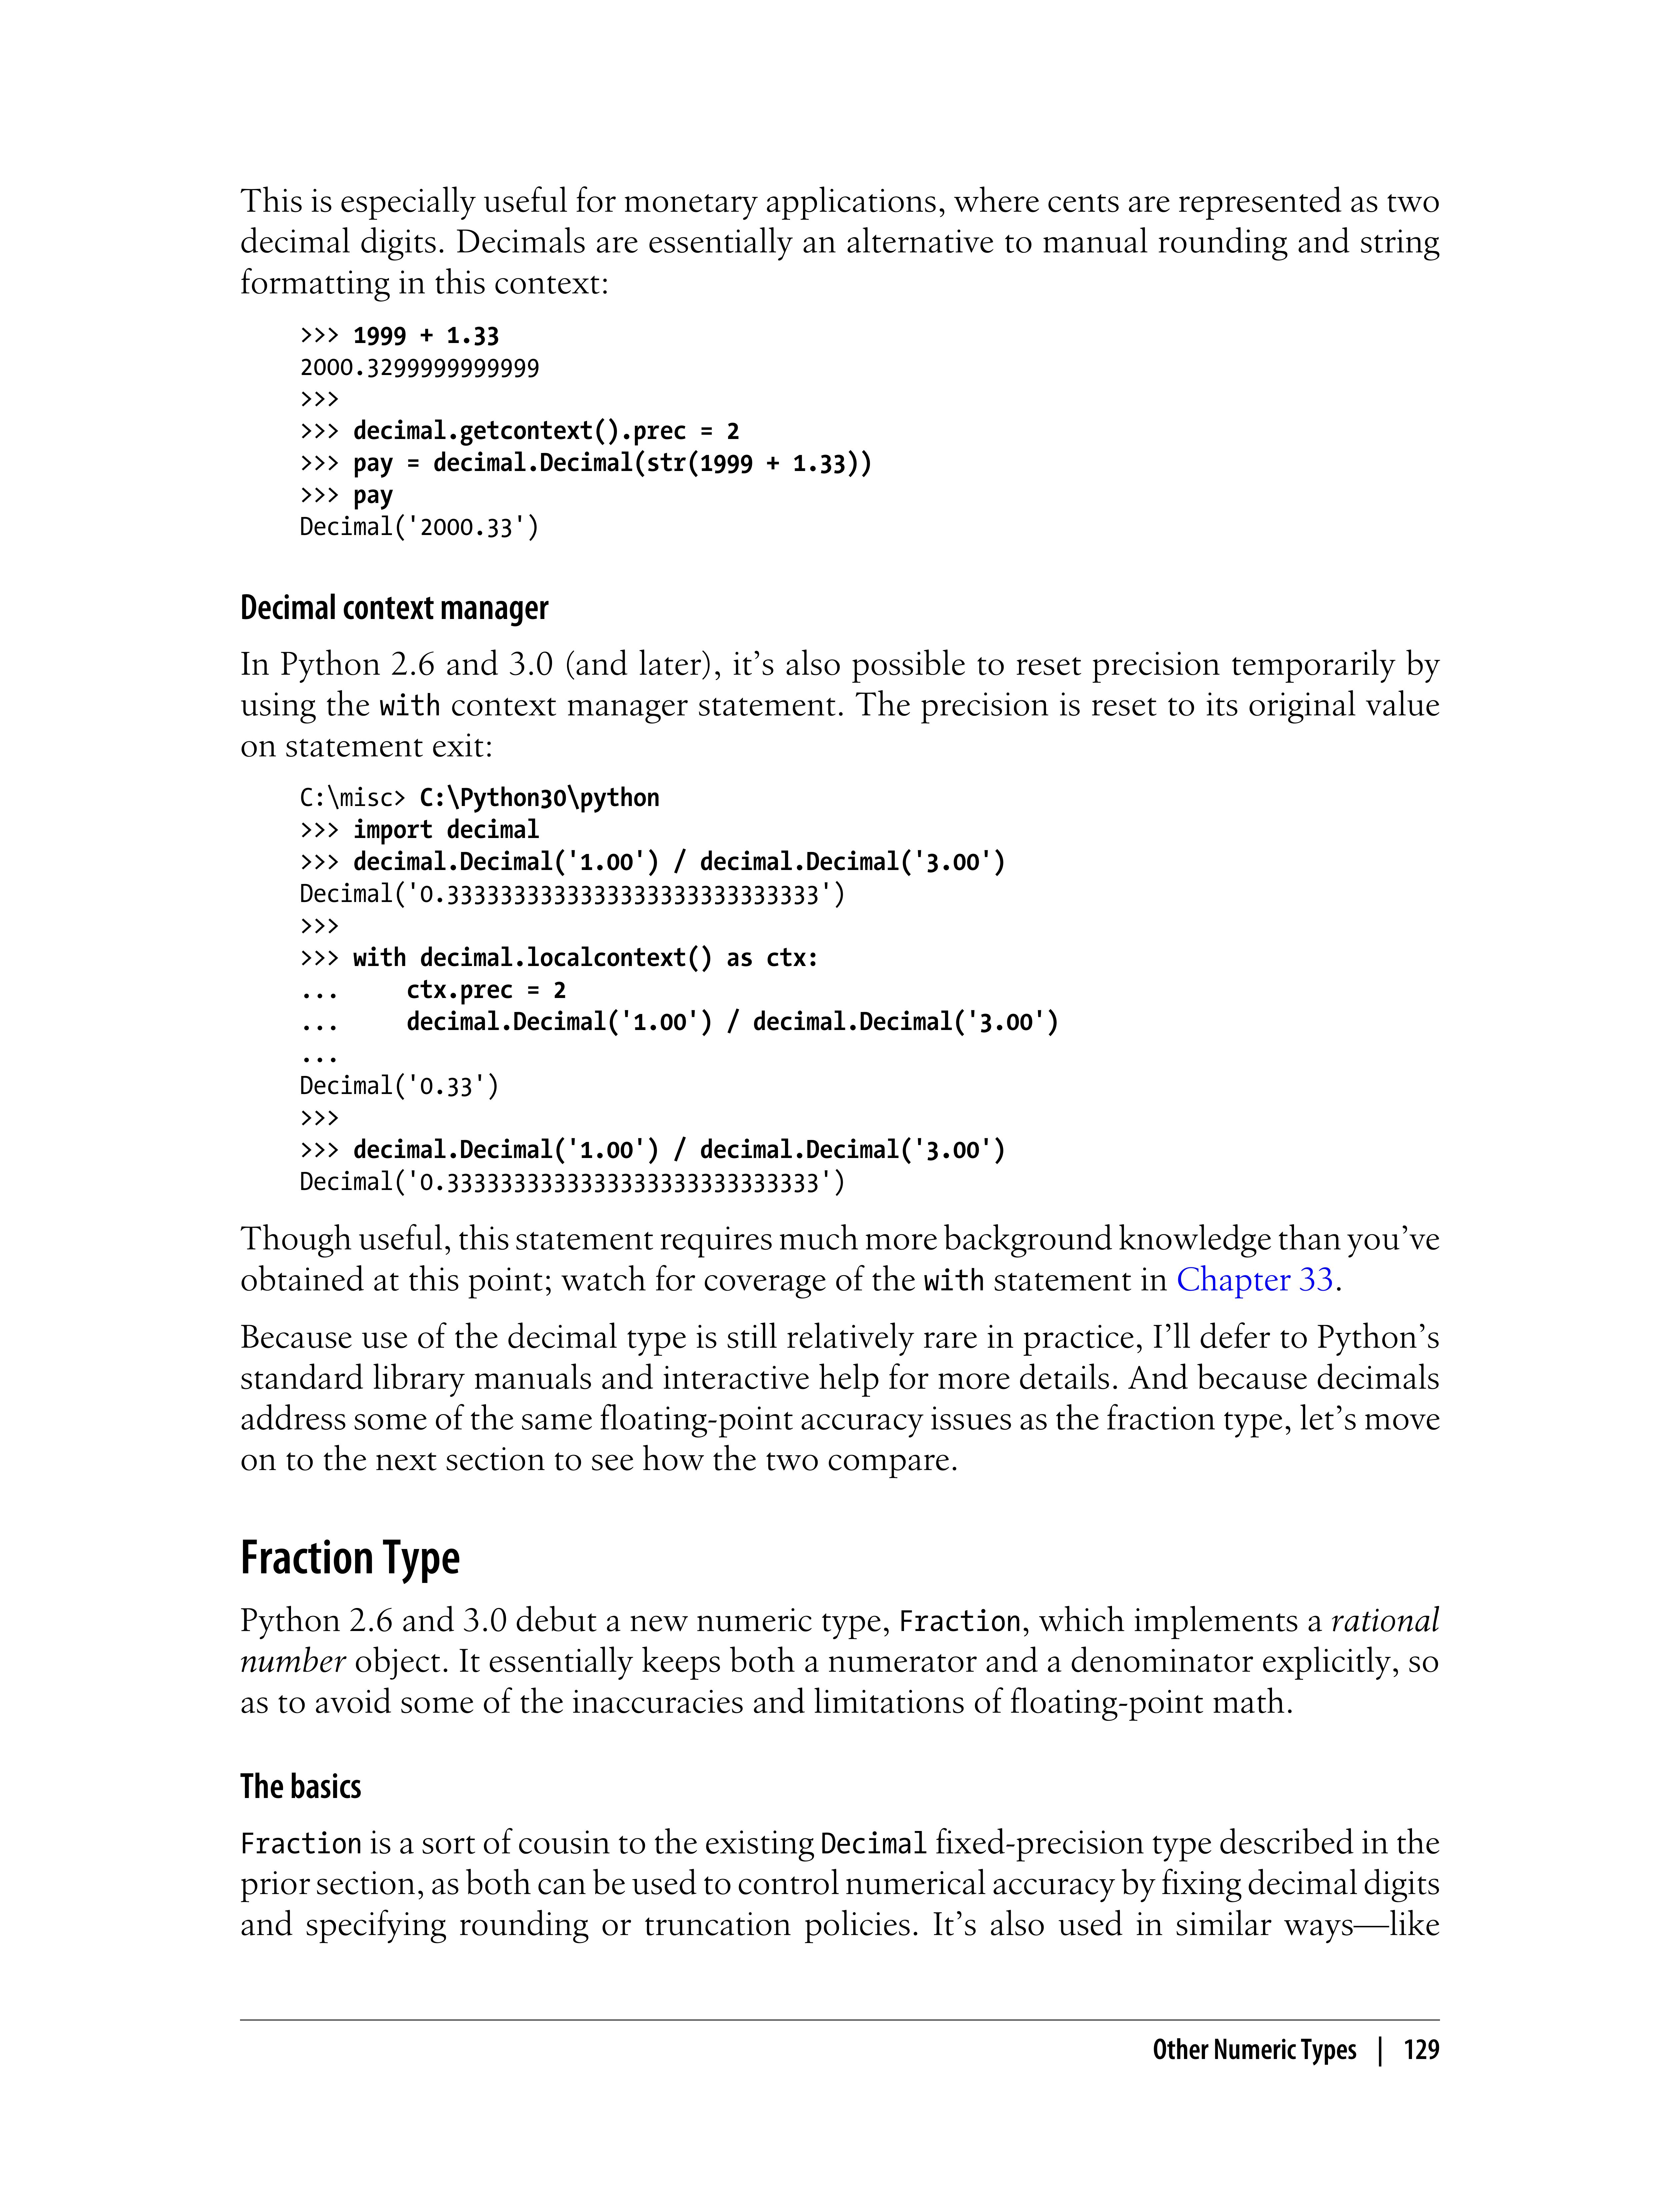 This is especially useful for monetary applications, where cents are represented as two
decimal digits. Decimals are essentially an alternative to manual rounding and string
formatting in this context:
>>> 1999 + 1.33
2000.3299999999999
>>>
>>> decimal.getcontext().prec = 2
>>> pay = decimal.Decimal(str(1999 + 1.33))
>>> pay
Decimal('2000.33')
Decimal context manager
In Python 2.6 and 3.0 (and later), it’s also possible to reset precision temporarily by
using the with context manager statement. The precision is reset to its original value
on statement exit:
C:\misc> C:\Python30\python
>>> import decimal
>>> decimal.Decimal('1.00') / decimal.Decimal('3.00')
Decimal('0.3333333333333333333333333333')
>>>
>>> with decimal.localcontext() as ctx:
...     ctx.prec = 2
...     decimal.Decimal('1.00') / decimal.Decimal('3.00')
...
Decimal('0.33')
>>>
>>> decimal.Decimal('1.00') / decimal.Decimal('3.00')
Decimal('0.3333333333333333333333333333')
Though useful, this statement requires much more background knowledge than you’ve
obtained at this point; watch for coverage of the with statement in Chapter 33.
Because use of the decimal type is still relatively rare in practice, I’ll defer to Python’s
standard library manuals and interactive help for more details. And because decimals
address some of the same floating-point accuracy issues as the fraction type, let’s move
on to the next section to see how the two compare.
Fraction Type
Python 2.6 and 3.0 debut a new numeric type, Fraction, which implements a rational
number object. It essentially keeps both a numerator and a denominator explicitly, so
as to avoid some of the inaccuracies and limitations of floating-point math.
The basics
Fraction is a sort of cousin to the existing Decimal fixed-precision type described in the
prior section, as both can be used to control numerical accuracy by fixing decimal digits
and specifying rounding or truncation policies. It’s also used in similar ways—like
Other Numeric Types | 129